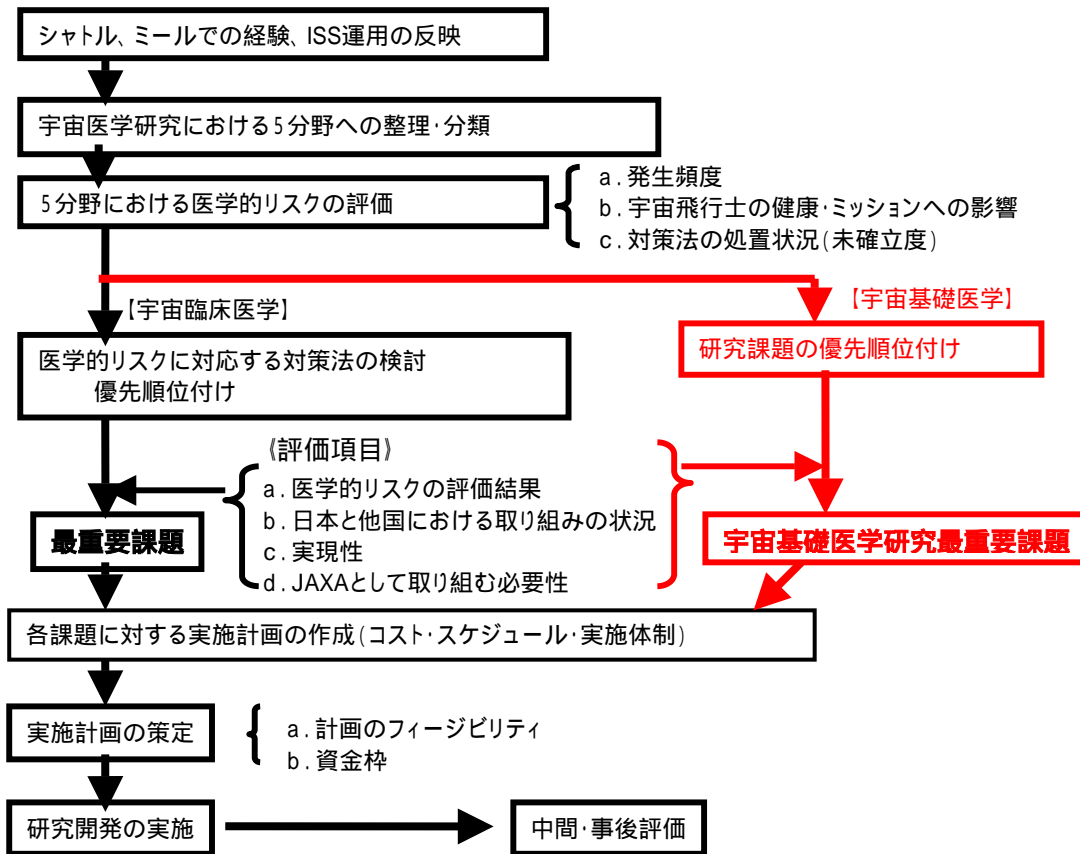 シャトル、ミールでの経験、ISS運用の反映
宇宙医学研究における5分野への整理・分類
5分野における医学的リスクの評価
a.発生頻度
b.宇宙飛行士の健康・ミッションへの影響
c.対策法の処置状況(未確立度)
【宇宙臨床医学】
【宇宙基礎医学】
医学的リスクに対応する対策法の検討
優先順位付け
研究課題の優先順位付け
《評価項目》
a.医学的リスクの評価結果
b.日本と他国における取り組みの状況
c.実現性
d.JAXAとして取り組む必要性
最重要課題
宇宙基礎医学研究最重要課題
各課題に対する実施計画の作成(コスト・スケジュール・実施体制)
実施計画の策定
a.計画のフィージビリティ
b.資金枠
研究開発の実施
中間・事後評価